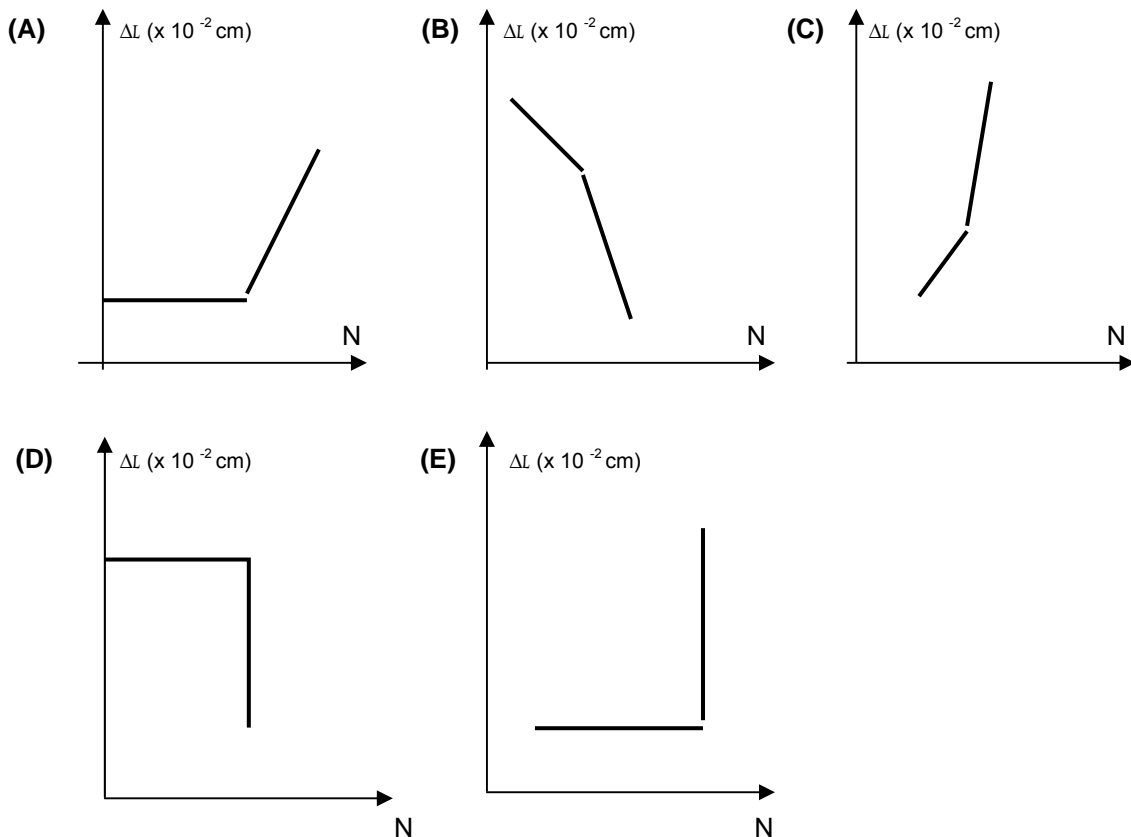 (A) ΔL (x 10 -2 cm)
N
(B) ΔL (x 10 -2 cm)
N
(C) ΔL (x 10 -2 cm)
N
(D) ΔL (x 10 -2 cm)
N
(E) ΔL (x 10 -2 cm)
N